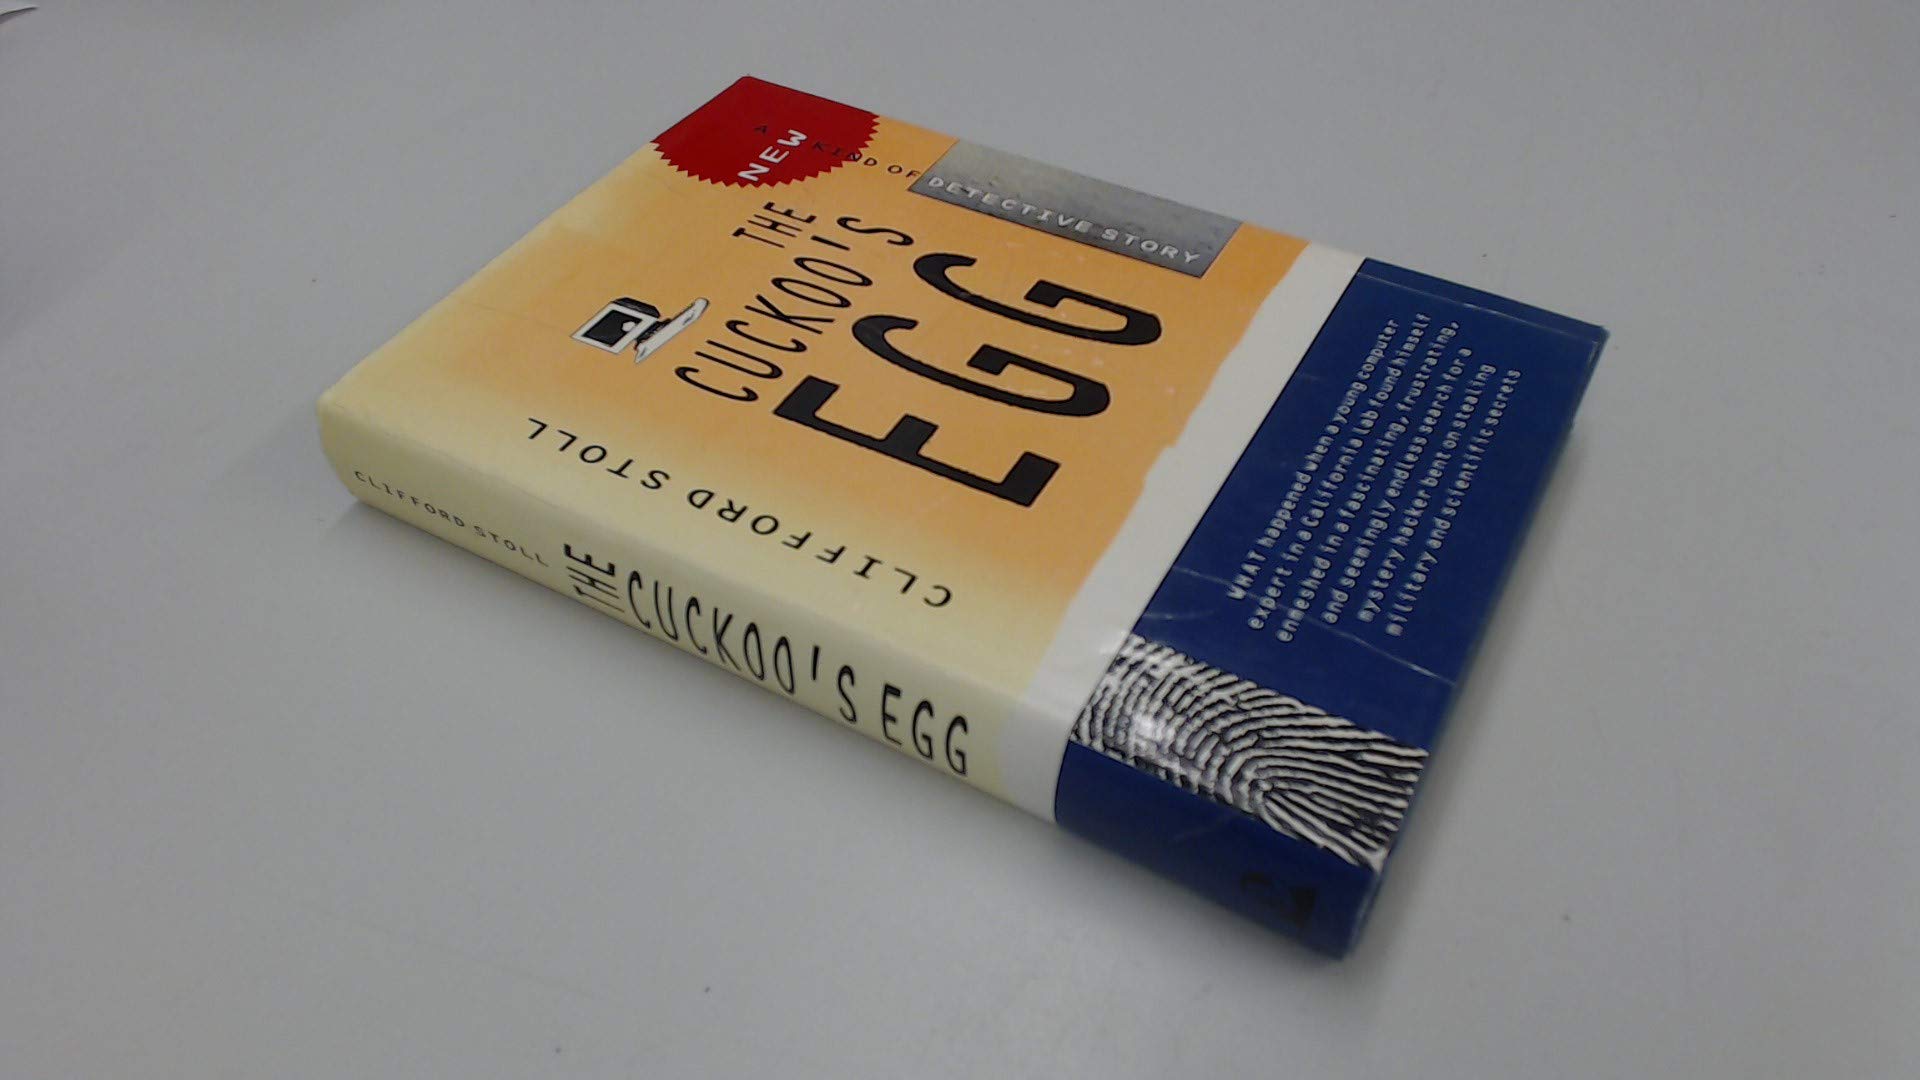 A NEW KIND OF
DETECTIVE STORY
THE
CUCKOO'S
EGG
CLIFFORD STOLL
WHAT happened when a young computer
expert in a California lab found himself
enmeshed in a fascinating, frustrating,
and seemingly endless search for a
mystery hacker bent on stealing
military and scientific secrets
CLIFFORD STOLL THE CUCKOO'S EGG